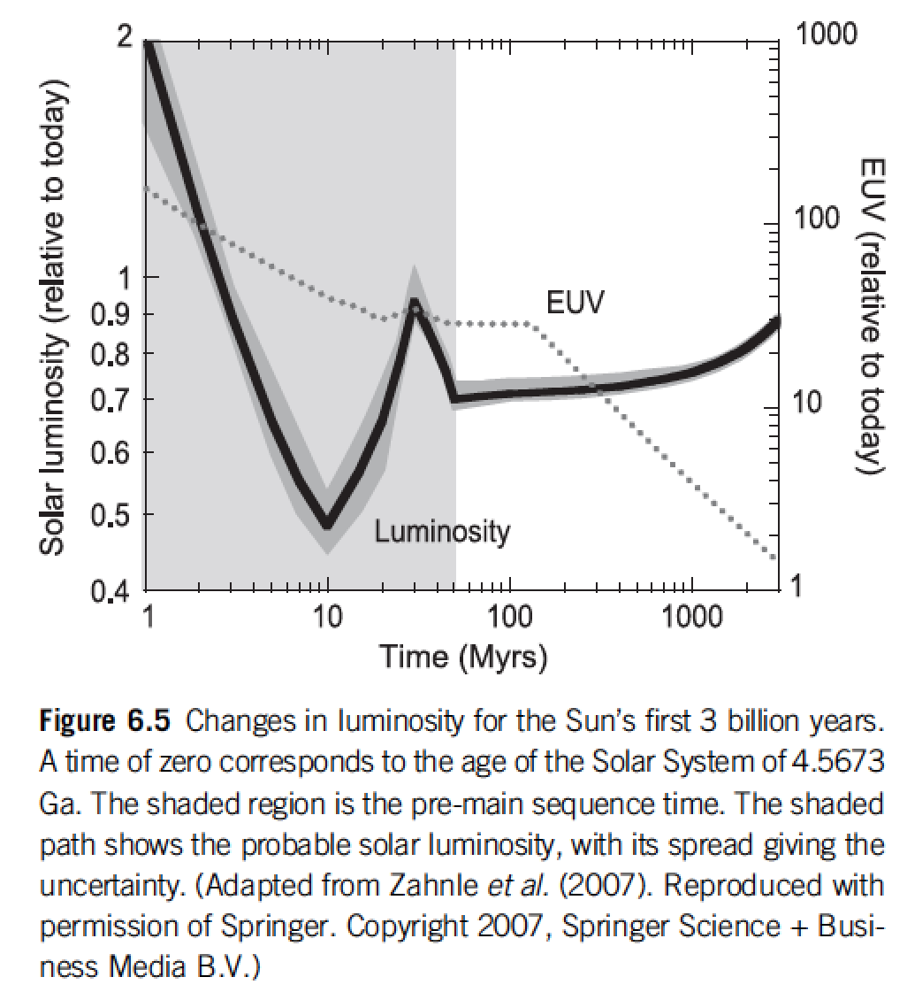 2
1
0.9
0.8
0.7
0.6
0.5
0.4
Solar luminosity (relative to today)
1000
100
10
1
EUV (relative to today)
EUV
Luminosity
1
10
100
1000
Time (Myrs)
Figure 6.5 Changes in luminosity for the Sun's first 3 billion years.
A time of zero corresponds to the age of the Solar System of 4.5673
Ga. The shaded region is the pre-main sequence time. The shaded
path shows the probable solar luminosity, with its spread giving the
uncertainty. (Adapted from Zahnle et al. (2007). Reproduced with
permission of Springer. Copyright 2007, Springer Science + Busi-
ness Media B.V.)